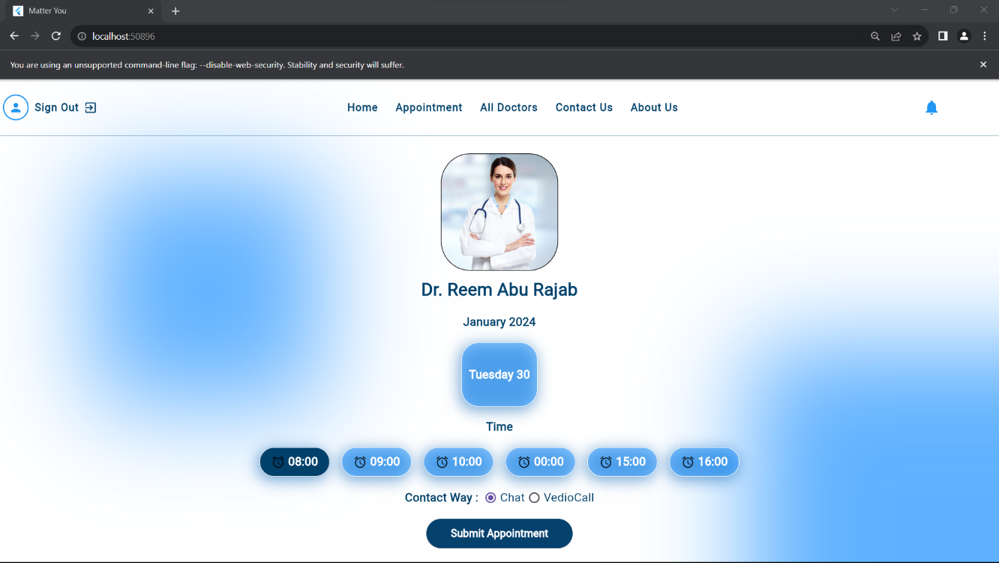 Matter You
localhost:50896
You are using an unsupported command-line flag: --disable-web-security. Stability and security will suffer.
Sign Out Home Appointment All Doctors Contact Us About Us
Dr. Reem Abu Rajab
January 2024
Tuesday 30
Time
08:00 09:00 10:00 00:00 15:00 16:00
Contact Way : Chat VedioCall
Submit Appointment